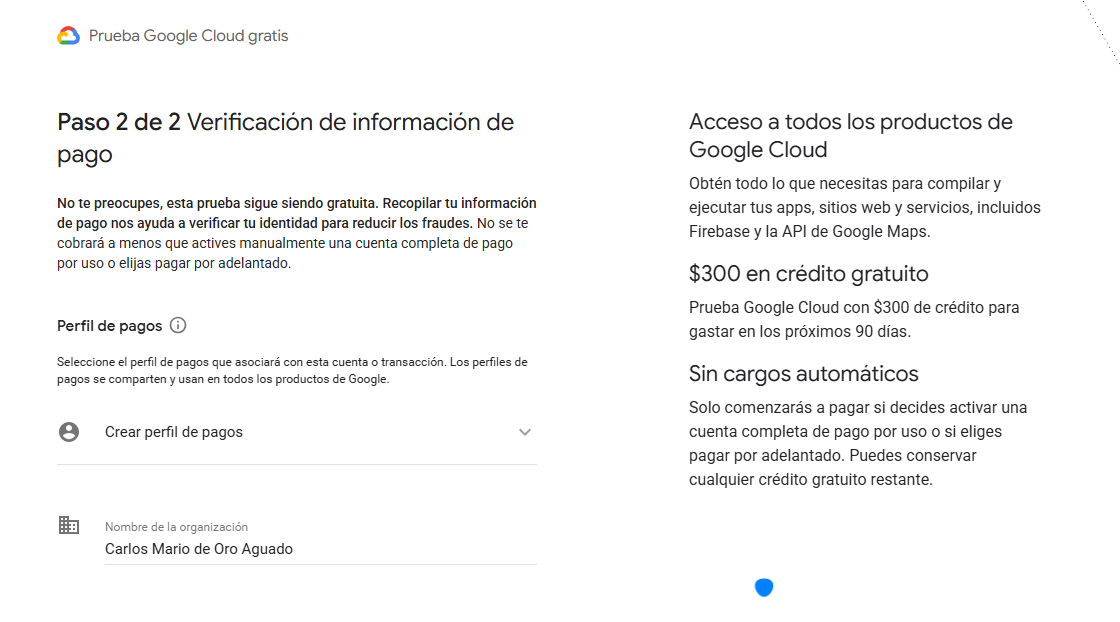 Prueba Google Cloud gratis
Paso 2 de 2 Verificación de información de
pago
No te preocupes, esta prueba sigue siendo gratuita. Recopilar tu información
de pago nos ayuda a verificar tu identidad para reducir los fraudes. No se te
cobrará a menos que actives manualmente una cuenta completa de pago
por uso o elijas pagar por adelantado.
Perfil de pagos
Seleccione el perfil de pagos que asociará con esta cuenta o transacción. Los perfiles de
pagos se comparten y usan en todos los productos de Google.
Crear perfil de pagos
Nombre de la organización
Carlos Mario de Oro Aguado
Acceso a todos los productos de
Google Cloud
Obtén todo lo que necesitas para compilar y
ejecutar tus apps, sitios web y servicios, incluidos
Firebase y la API de Google Maps.
$300 en crédito gratuito
Prueba Google Cloud con $300 de crédito para
gastar en los próximos 90 días.
Sin cargos automáticos
Solo comenzarás a pagar si decides activar una
cuenta completa de pago por uso o si eliges
pagar por adelantado. Puedes conservar
cualquier crédito gratuito restante.